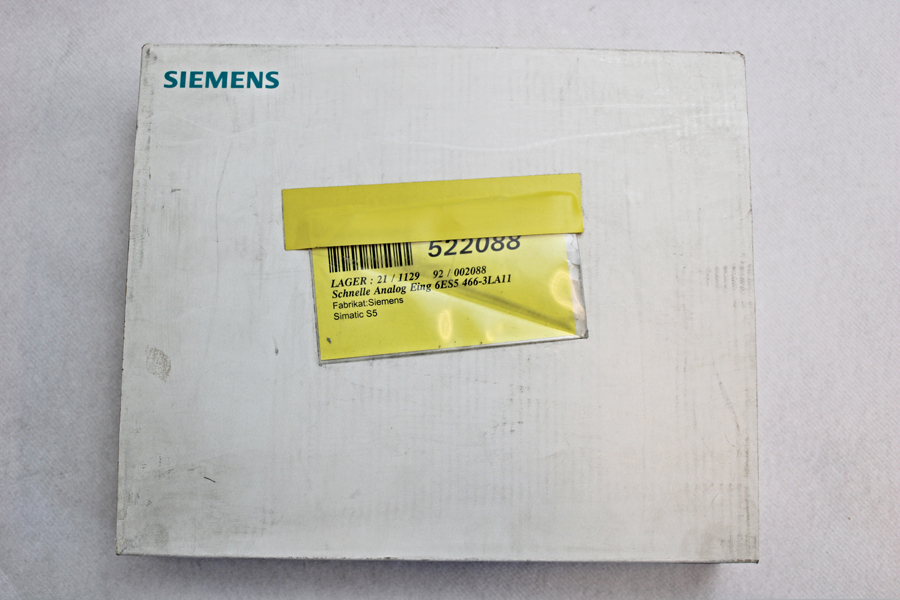 SIEMENS
522088
LAGER : 21 / 1129 92 / 002088
Schnelle Analog Eing 6ES5 466-3LA11
Fabrikat:Siemens
Simatic S5